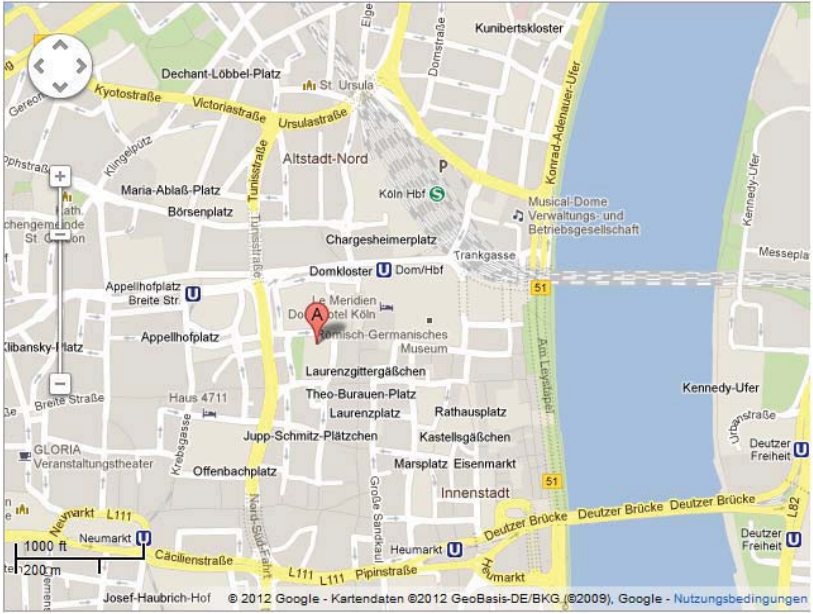 Kunibertskloster
Elge
Domstraße
Dechant-Löbbel-Platz
St. Ursula
Kyotostraße
Victoriastraße
Ursulastraße
Gereon
Konrad-Adenauer-Ufer
Klingelpütz
Tunisstraße
Altstadt-Nord
P
Kennedy-Ufer
Maria-Ablaß-Platz
Köln Hbf S
Kath.
chengemeinde
Börsenplatz
Musical-Dome
Verwaltungs- und
Betriebsgesellschaft
Tunisstraße
Chargesheimerplatz
Trankgasse
Messepla
Domkloster U Dom/Hbf
Appellhofplatz
Breite Str. U
51
Le Meridien
A
Römisch-Germanisches
Museum
Appellhofplatz
Klibansky-Platz
Am Leystapel
Laurenzgittergäßchen
Kennedy-Ufer
Theo-Burauen-Platz
Breite Straße
Haus 4711
Laurenzplatz
Rathausplatz
Urbanstraße
Krebsgasse
Jupp-Schmitz-Plätzchen
Kastellsgäßchen
Deutzer
Freiheit U
GLORIA
Veranstaltungstheater
Offenbachplatz
Marsplatz
Eisenmarkt
51
Große Sandkaul
Innenstadt
Nord-Süd-Fahrt
Deutzer Brücke
Deutzer Brücke
Deutzer Brücke
L82
Neumarkt
L111
Neumarkt U
Heumarkt U
Deutzer
Freiheit U
1000 ft
200 m
Cäcilienstraße
L111
L111
Pipinstraße
Heumarkt
Josef-Haubrich-Hof
© 2012 Google - Kartendaten ©2012 GeoBasis-DE/BKG (©2009), Google - Nutzungsbedingungen